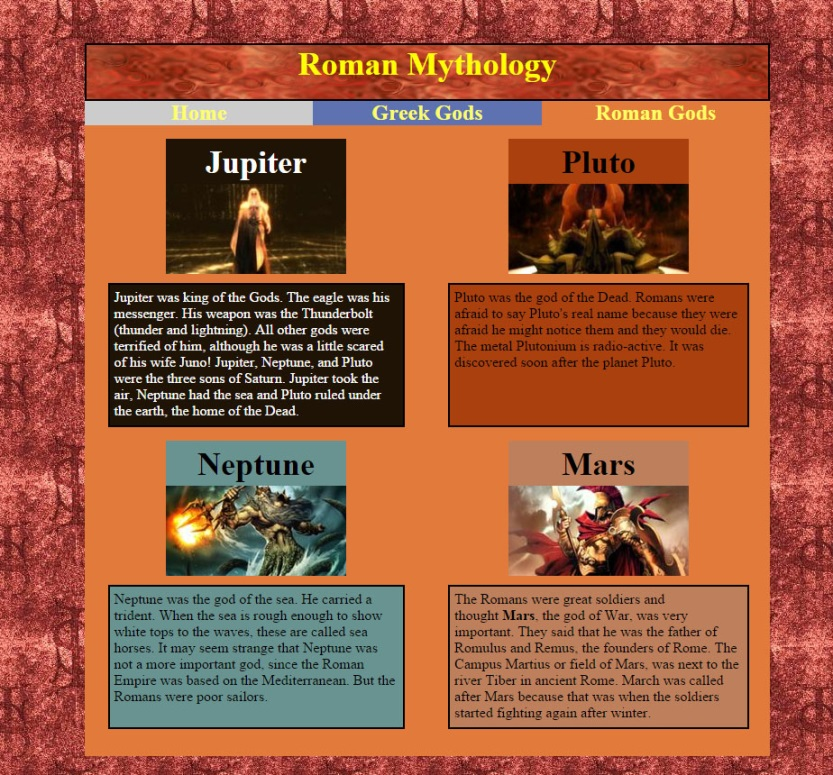 Roman Mythology
Home
Greek Gods
Roman Gods
Jupiter
Jupiter was king of the Gods. The eagle was his
messenger. His weapon was the Thunderbolt
(thunder and lightning). All other gods were
terrified of him, although he was a little scared
of his wife Juno! Jupiter, Neptune, and Pluto
were the three sons of Saturn. Jupiter took the
air, Neptune had the sea and Pluto ruled under
the earth, the home of the Dead.
Pluto
Pluto was the god of the Dead. Romans were
afraid to say Pluto's real name because they were
afraid he might notice them and they would die.
The metal Plutonium is radio-active. It was
discovered soon after the planet Pluto.
Neptune
Neptune was the god of the sea. He carried a
trident. When the sea is rough enough to show
white tops to the waves, these are called sea
horses. It may seem strange that Neptune was
not a more important god, since the Roman
Empire was based on the Mediterranean. But the
Romans were poor sailors.
Mars
The Romans were great soldiers and
thought Mars, the god of War, was very
important. They said that he was the father of
Romulus and Remus, the founders of Rome. The
Campus Martius or field of Mars, was next to the
river Tiber in ancient Rome. March was called
after Mars because that was when the soldiers
started fighting again after winter.